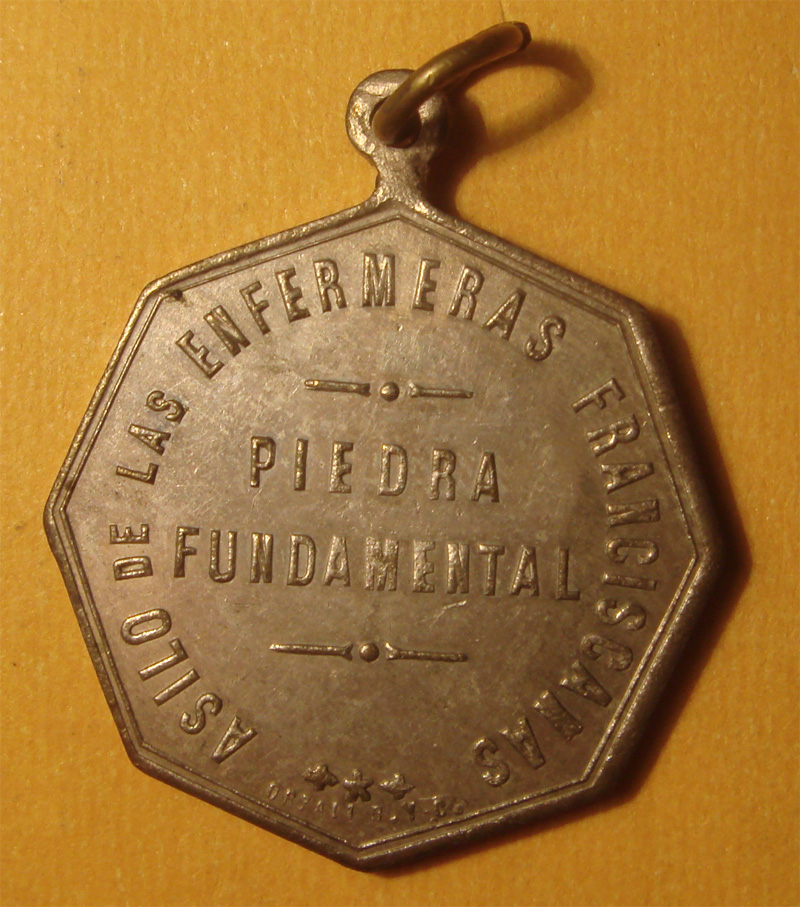 ASILO DE LAS ENFERMERAS FRANCISCANAS
PIEDRA
FUNDAMENTAL